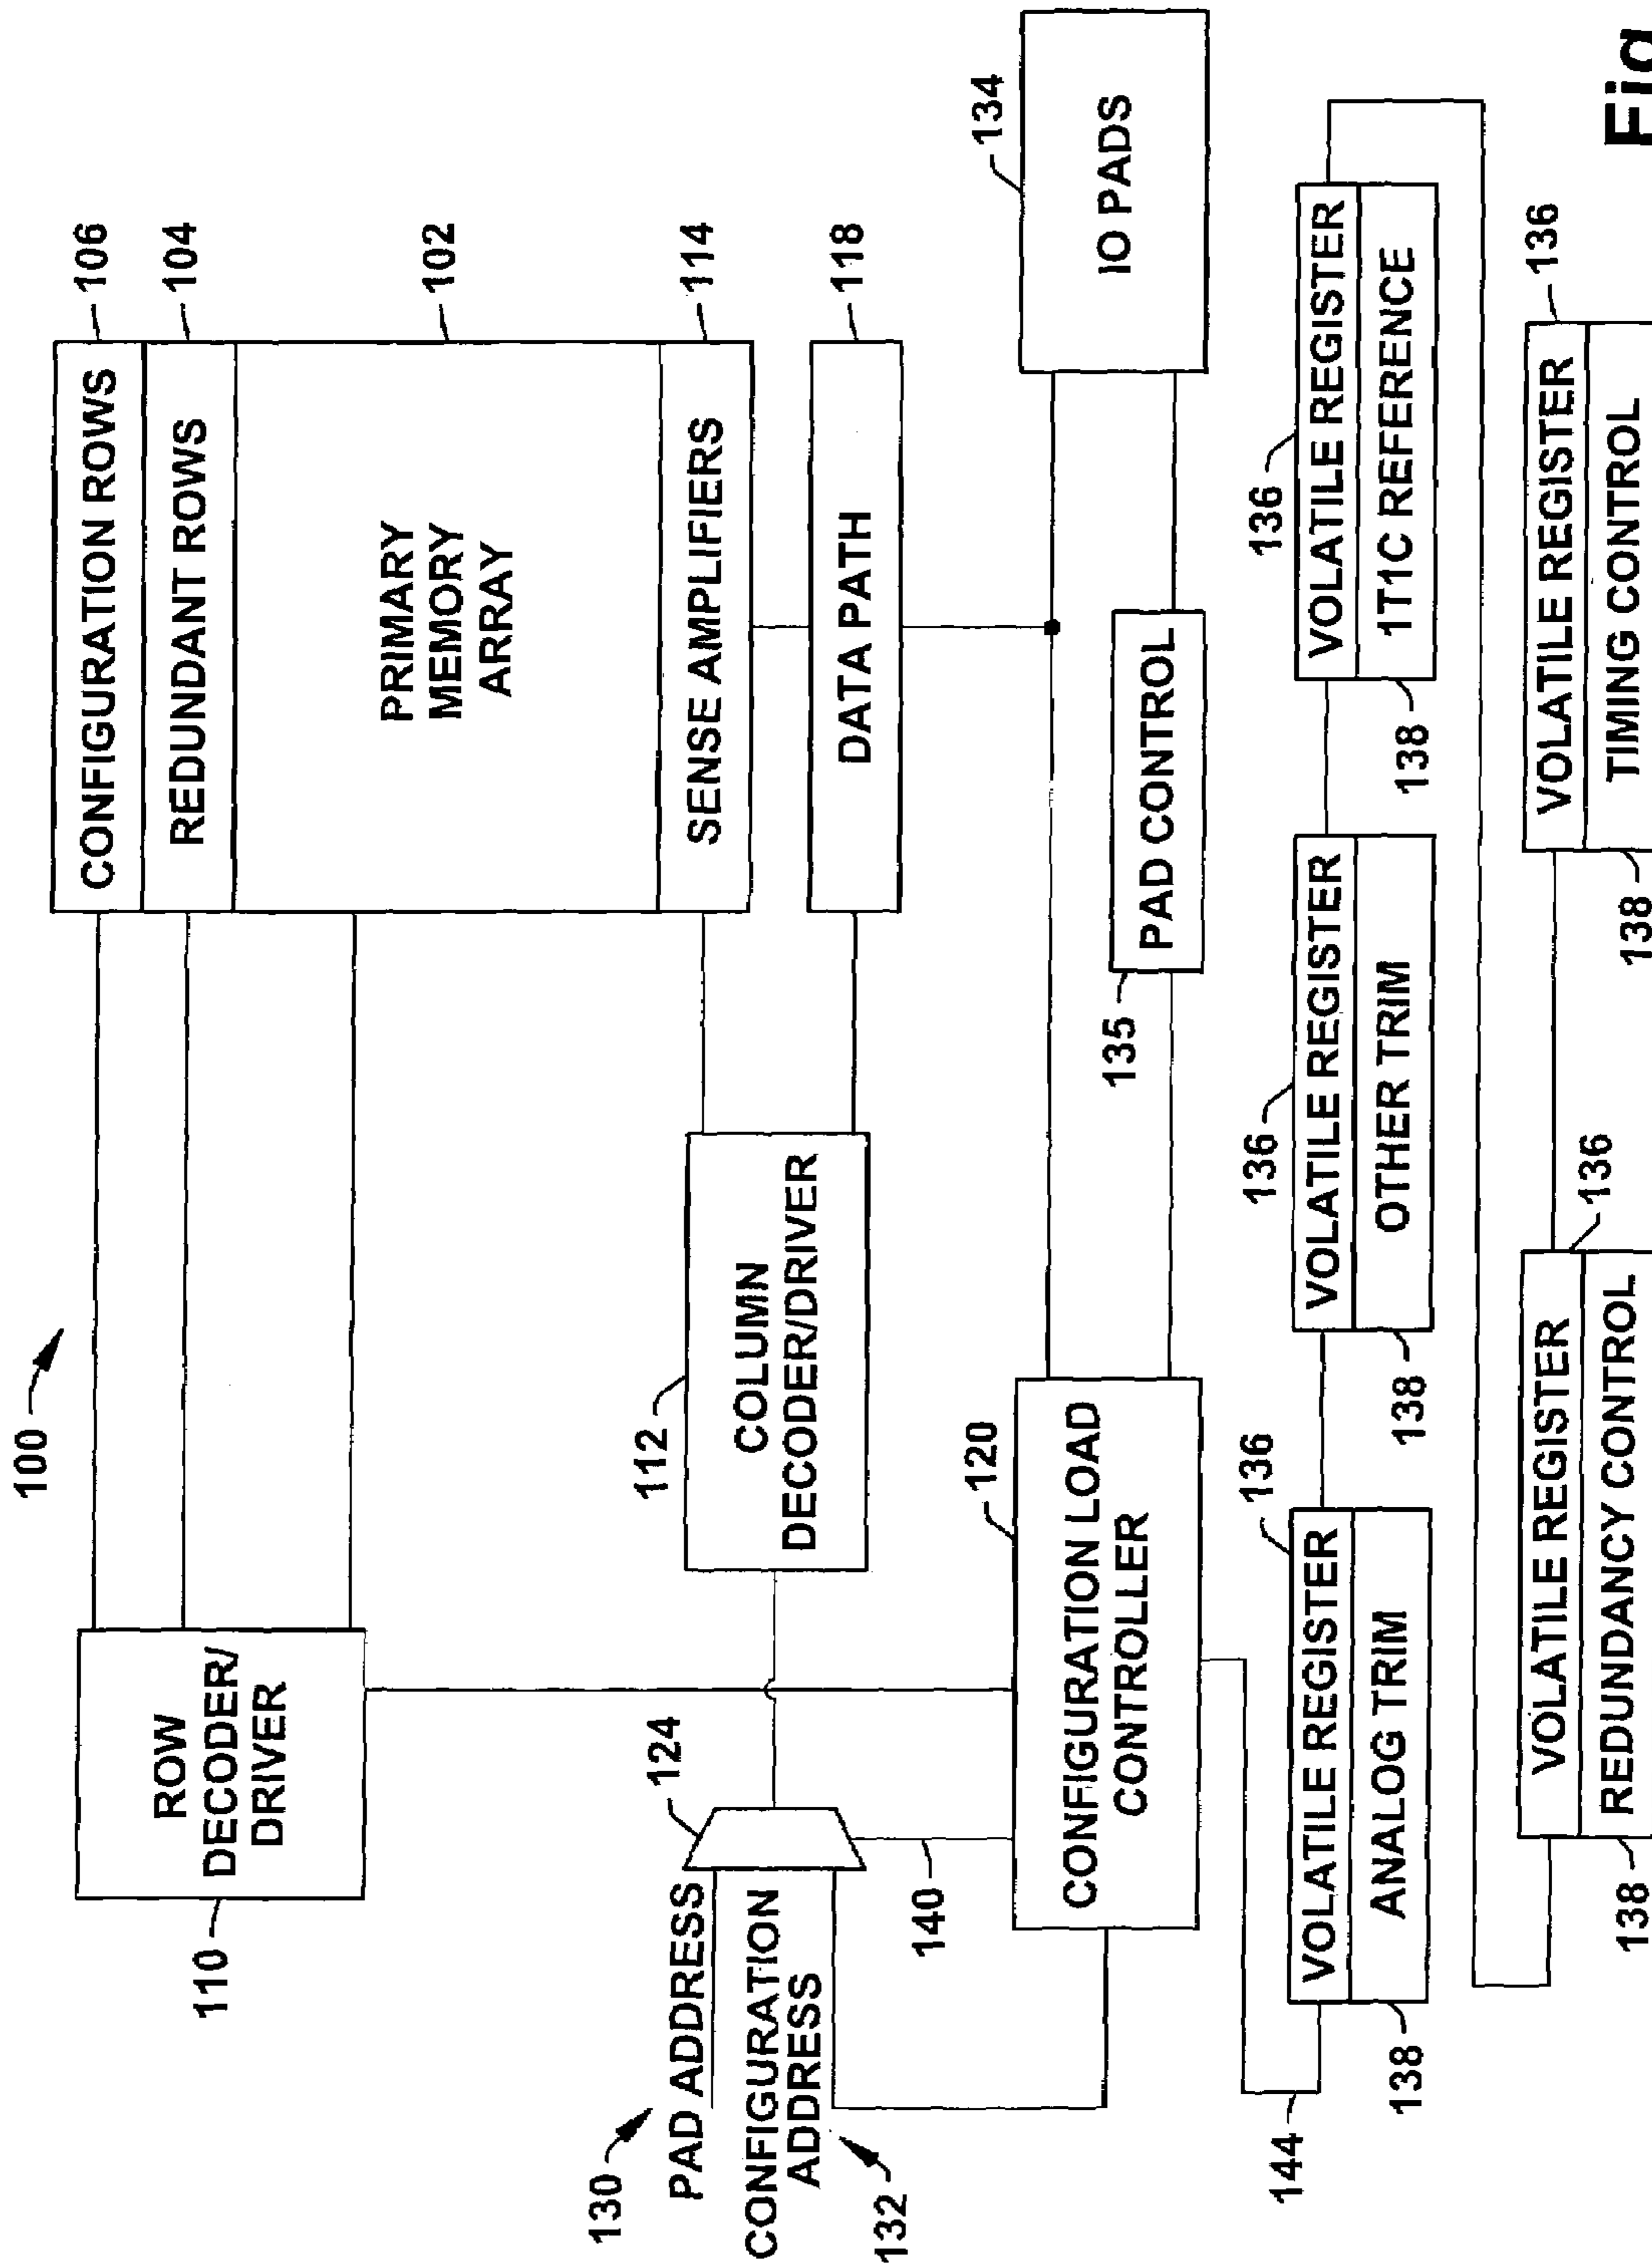 100
106
CONFIGURATION ROWS
104
REDUNDANT ROWS
102
PRIMARY
MEMORY
ARRAY
114
SENSE AMPLIFIERS
118
DATA PATH
ROW
DECODER/
DRIVER
110
112
COLUMN
DECODER/DRIVER
124
130
PAD ADDRESS
CONFIGURATION
ADDRESS
132
140
120
CONFIGURATION LOAD
CONTROLLER
134
IO PADS
135
PAD CONTROL
144
136
VOLATILE REGISTER
ANALOG TRIM
138
136
VOLATILE REGISTER
OTHER TRIM
138
136
VOLATILE REGISTER
1T1C REFERENCE
138
136
VOLATILE REGISTER
REDUNDANCY CONTROL
138
136
VOLATILE REGISTER
TIMING CONTROL
138
Fig